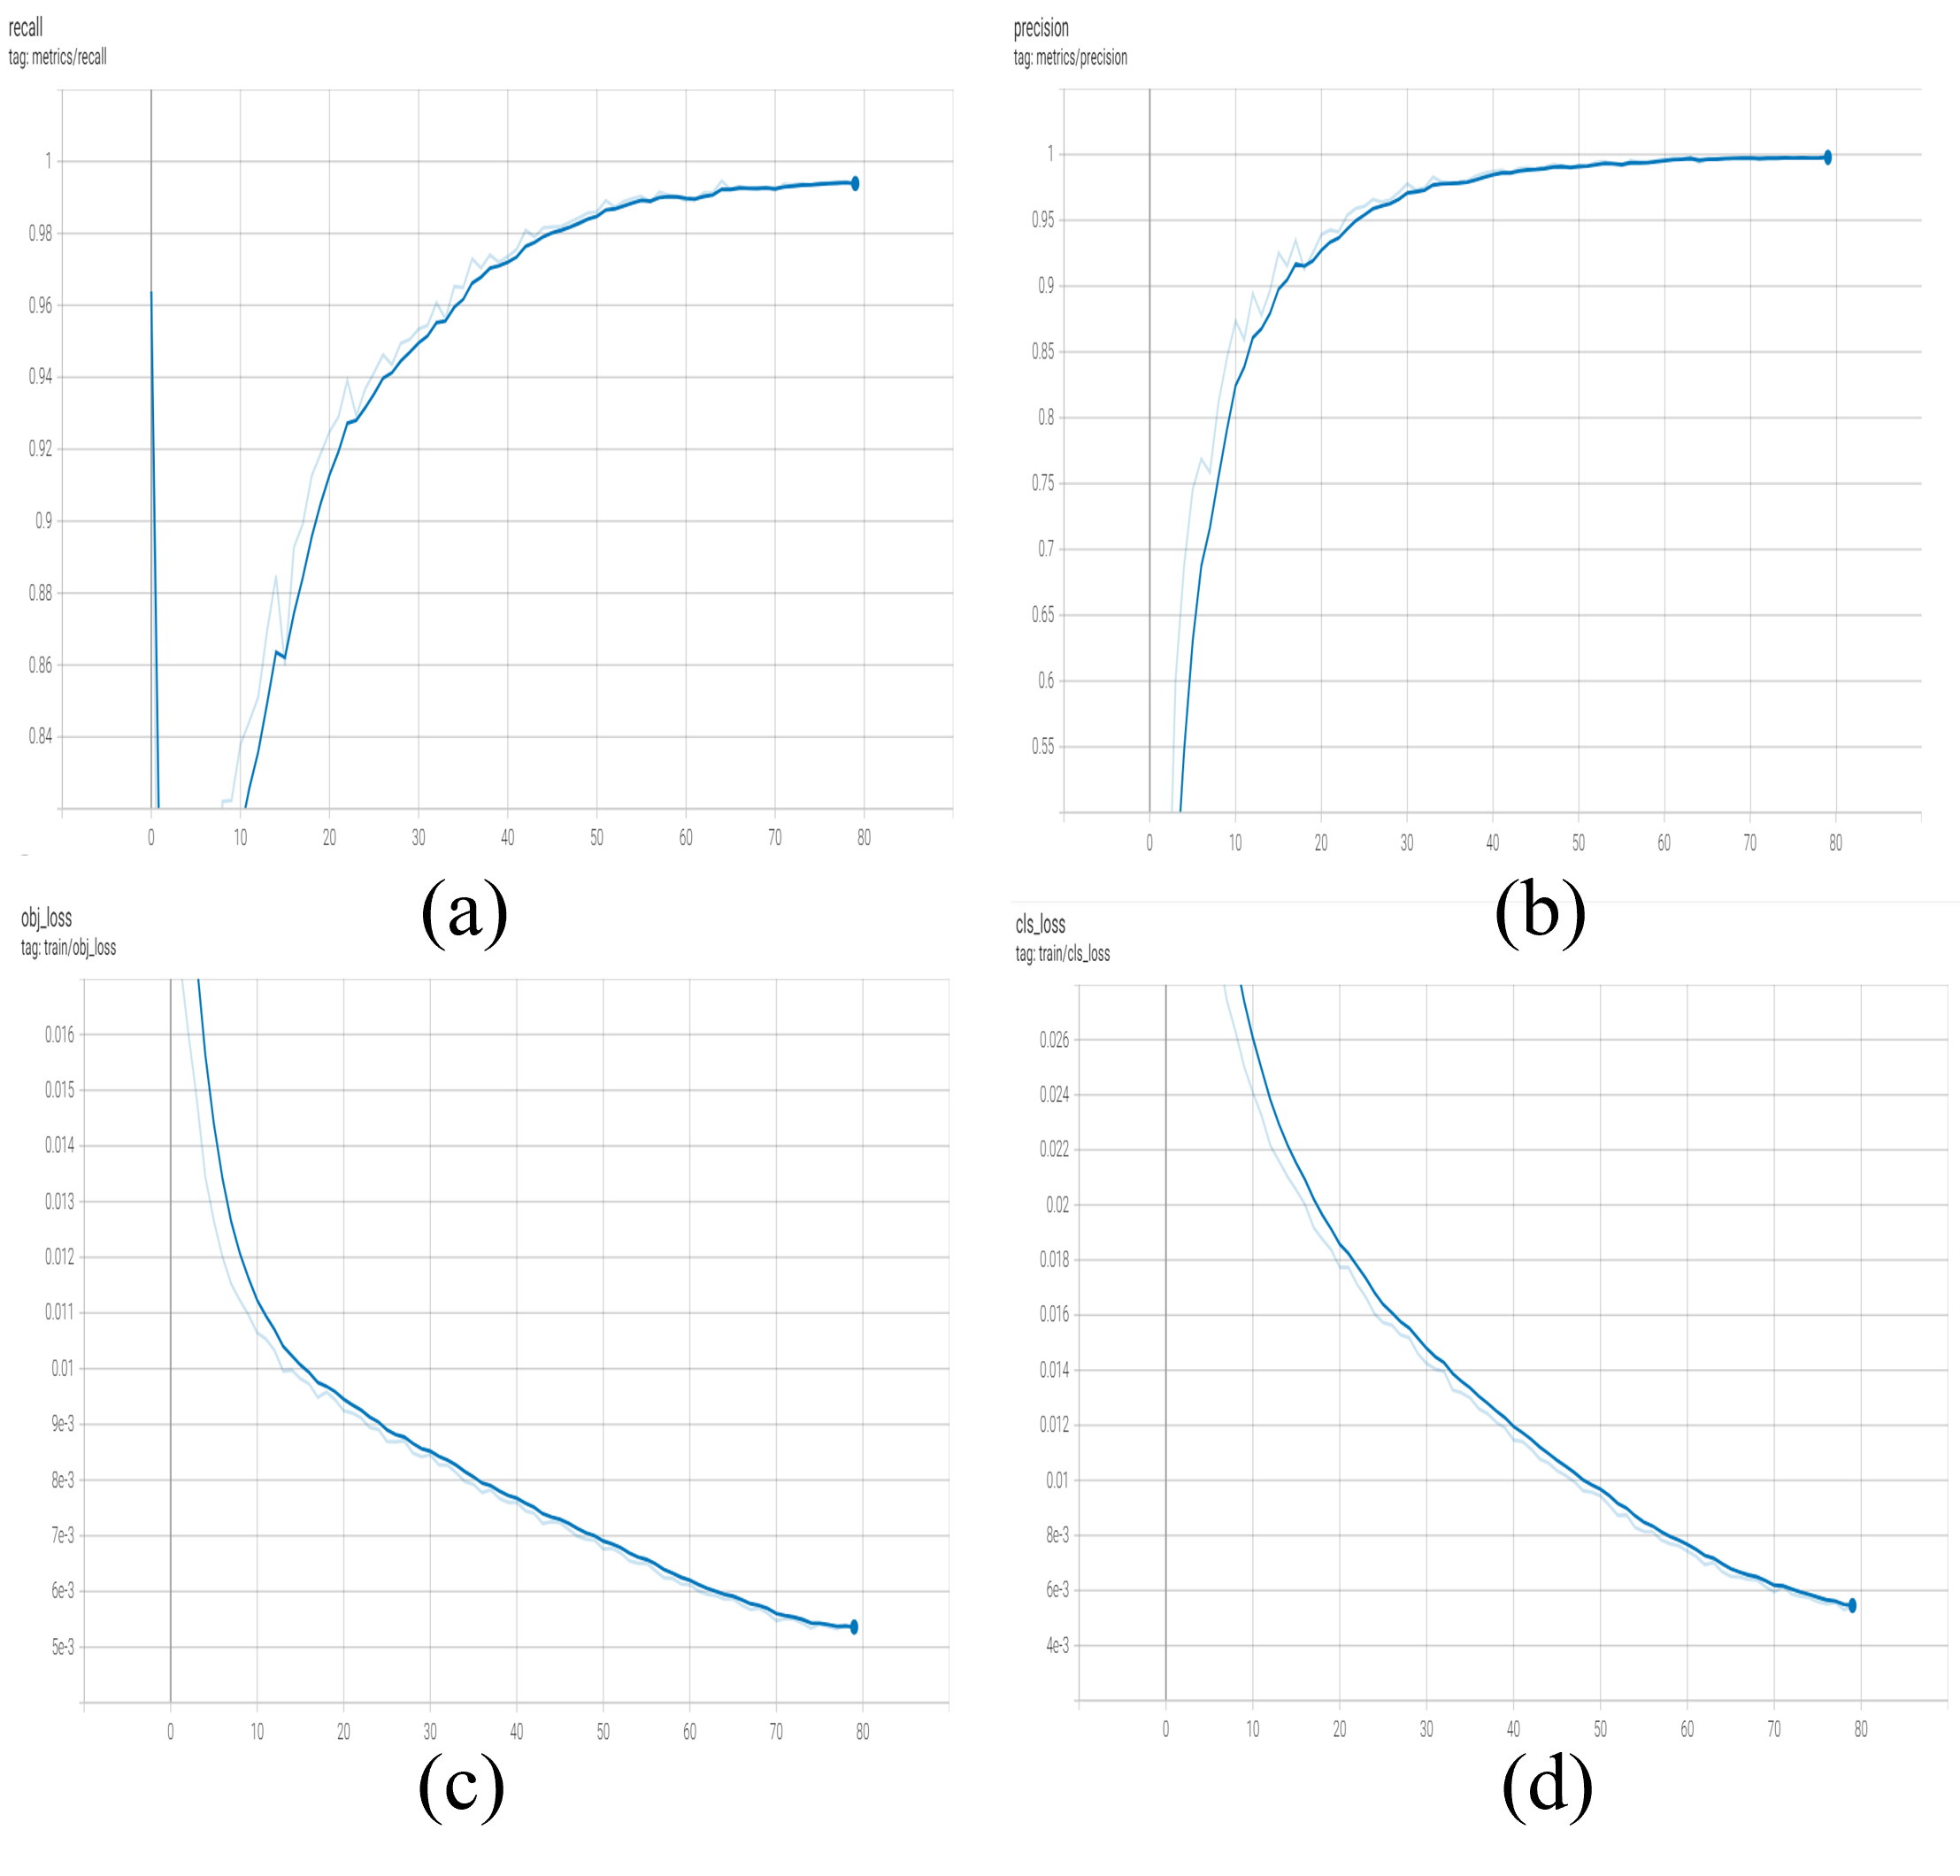 recall
tag: metrics/recall
1
0.98
0.96
0.94
0.92
0.9
0.88
0.86
0.84
0 10 20 30 40 50 60 70 80
(a)
precision
tag: metrics/precision
1
0.95
0.9
0.85
0.8
0.75
0.7
0.65
0.6
0.55
0 10 20 30 40 50 60 70 80
(b)
obj_loss
tag: train/obj_loss
0.016
0.015
0.014
0.013
0.012
0.011
0.01
9e-3
8e-3
7e-3
6e-3
5e-3
0 10 20 30 40 50 60 70 80
(c)
cls_loss
tag: train/cls_loss
0.026
0.024
0.022
0.02
0.018
0.016
0.014
0.012
0.01
8e-3
6e-3
4e-3
0 10 20 30 40 50 60 70 80
(d)